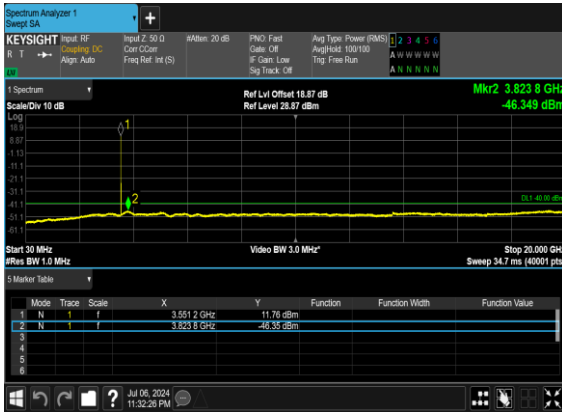 Spectrum Analyzer 1
Swept SA
+
KEYSIGHT Input: RF Input Z: 50 Ω #Atten: 20 dB PNO: Fast Avg Type: Power (RMS) 1 2 3 4 5 6
R T Coupling: DC Corr CCorr Gate: Off Avg|Hold: 100/100 A W W W W W
Align: Auto Freq Ref: Int (S) IF Gain: Low Trig: Free Run
LXI Sig Track: Off A N N N N N
1 Spectrum
Scale/Div 10 dB Ref Lvl Offset 18.87 dB Mkr2 3.823 8 GHz
Ref Level 28.87 dBm -46.349 dBm
Log
18.9
8.87
-1.13
-11.1
-21.1
-31.1
-41.1
-51.1
-61.1
1
2
DL1 -40.00 dBm
Start 30 MHz Video BW 3.0 MHz* Stop 20.000 GHz
#Res BW 1.0 MHz Sweep 34.7 ms (40001 pts)
5 Marker Table
Mode Trace Scale X Y Function Function Width Function Value
1 N 1 f 3.551 2 GHz 11.76 dBm
2 N 1 f 3.823 8 GHz -46.35 dBm
3
4
5
6
? Jul 06, 2024
11:32:26 PM